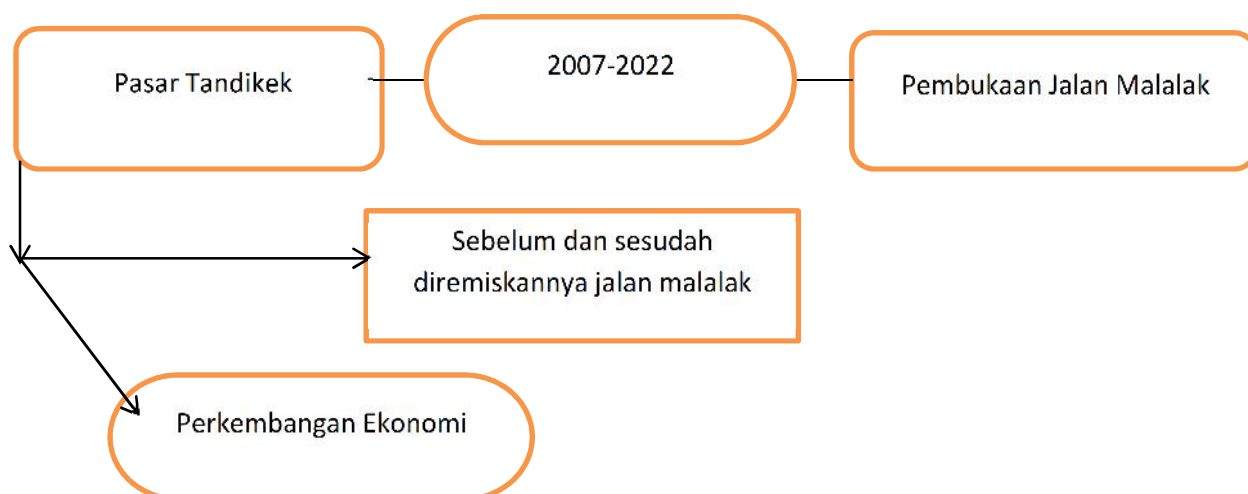 Pasar Tandikek
2007-2022
Pembukaan Jalan Malalak
Sebelum dan sesudah
diremiskannya jalan malalak
Perkembangan Ekonomi